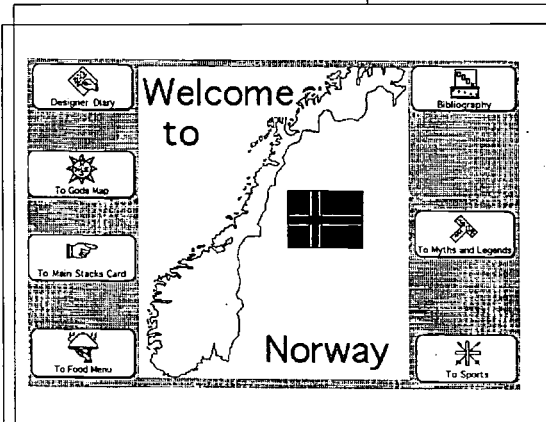 Designer Diary
To Gods Map
To Main Stacks Card
To Food Menu
Welcome
to
Norway
Bibliography
To Myths and Legends
To Sports